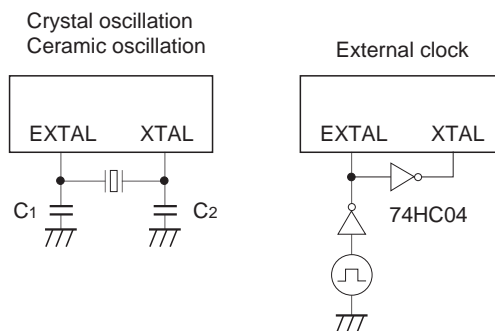 Crystal oscillation
Ceramic oscillation
EXTAL XTAL
C1 C2
External clock
EXTAL XTAL
74HC04